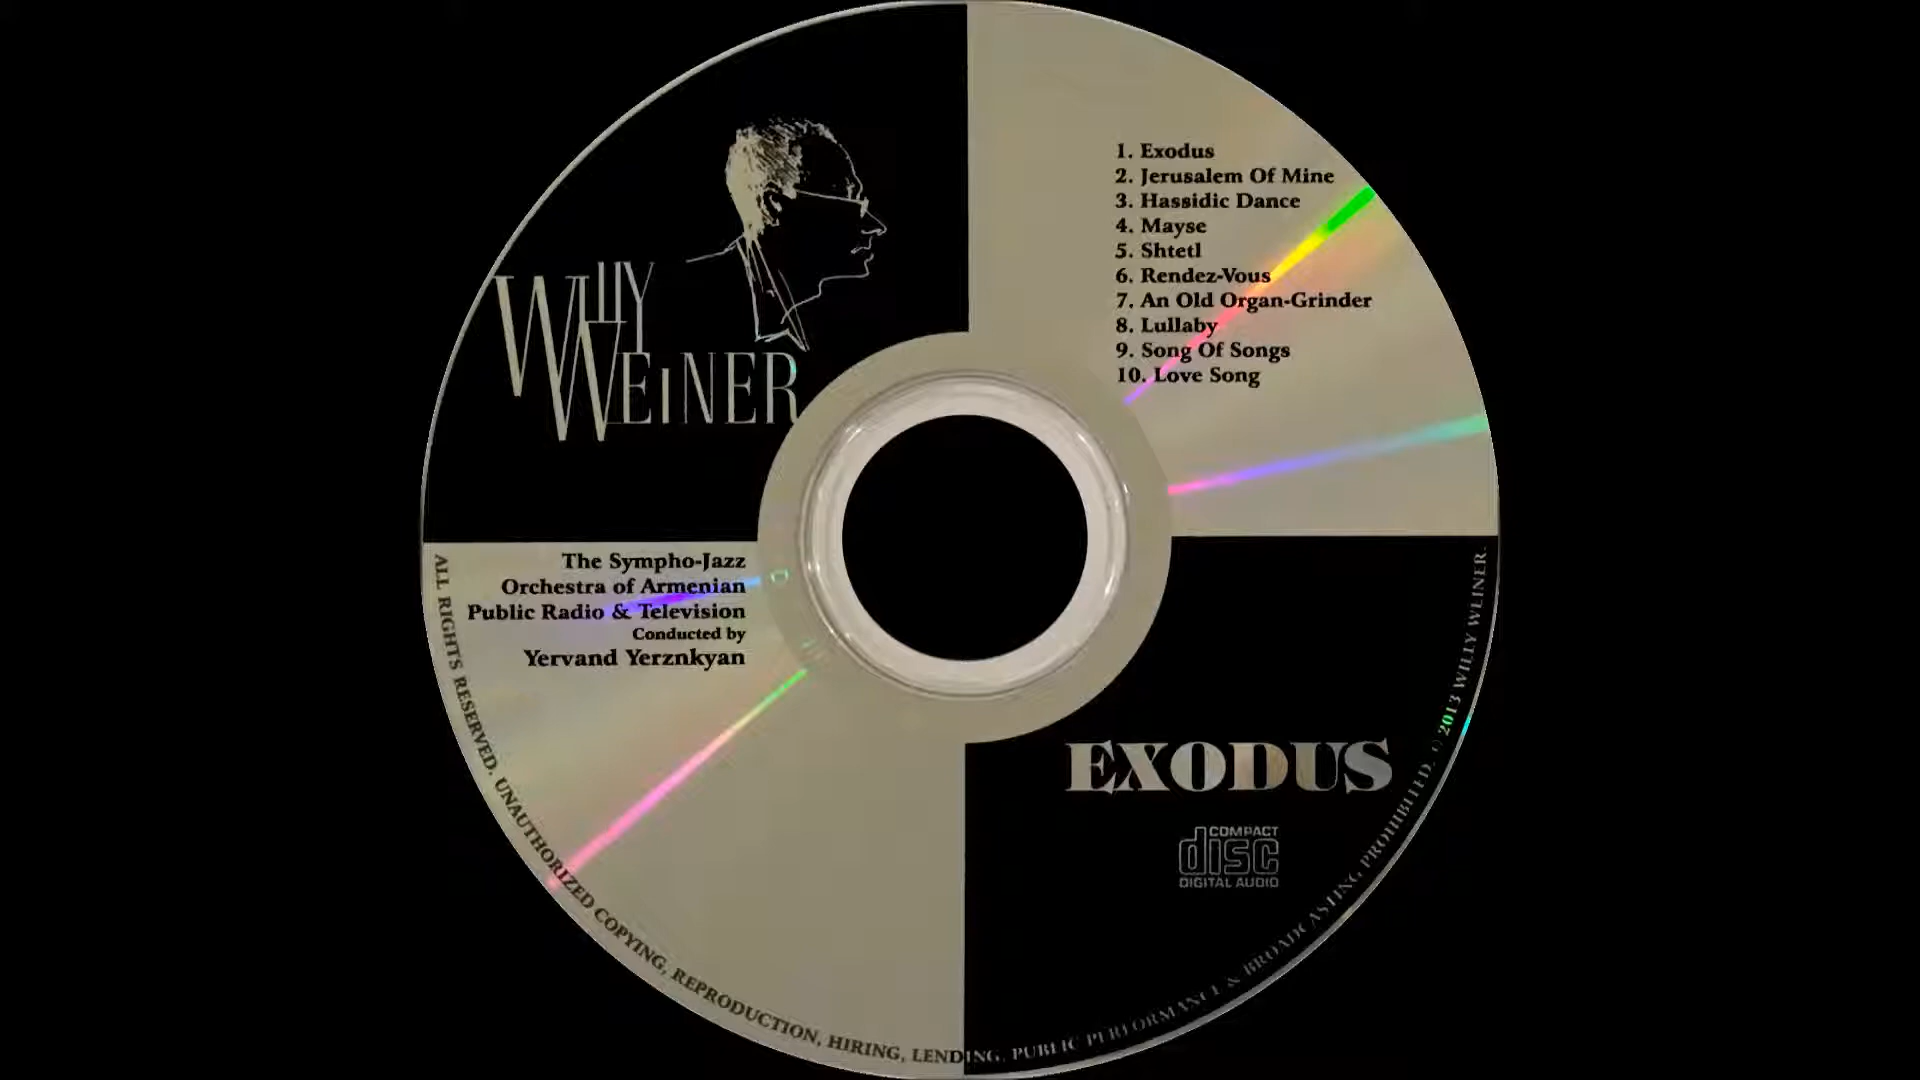 WILLY
WEINER
1. Exodus
2. Jerusalem Of Mine
3. Hassidic Dance
4. Mayse
5. Shtetl
6. Rendez-Vous
7. An Old Organ-Grinder
8. Lullaby
9. Song Of Songs
10. Love Song
The Sympho-Jazz
Orchestra of Armenian
Public Radio & Television
Conducted by
Yervand Yerznkyan
EXODUS
COMPACT
disc
DIGITAL AUDIO
ALL RIGHTS RESERVED. UNAUTHORIZED COPYING, REPRODUCTION, HIRING, LENDING, PUBLIC PERFORMANCE & BROADCASTING PROHIBITED. © 2013 WILLY WEINER.